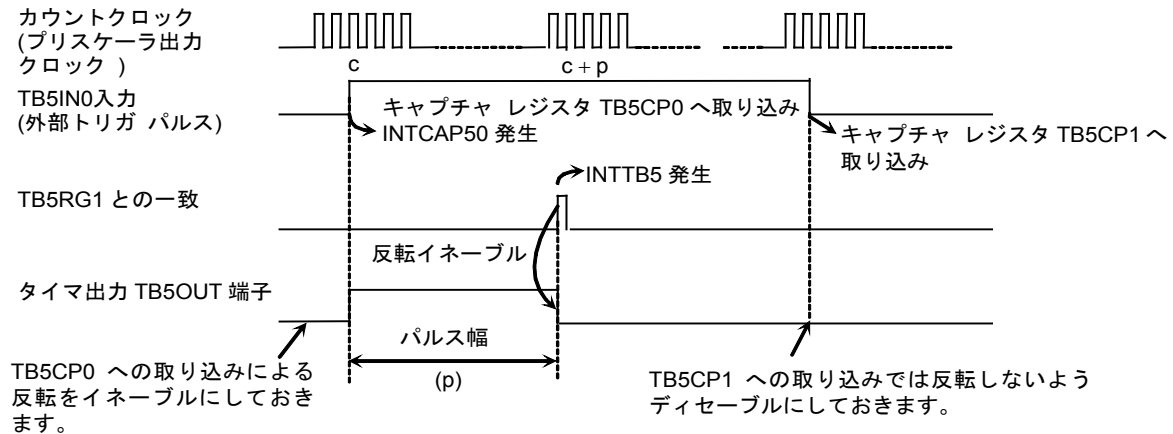 カウントクロック
(プリスケーラ出力
クロック )
c
c + p
TB5IN0入力
(外部トリガ パルス)
キャプチャ レジスタ TB5CP0 へ取り込み
INTCAP50 発生
キャプチャ レジスタ TB5CP1 へ
取り込み
INTTB5 発生
TB5RG1 との一致
反転イネーブル
タイマ出力 TB5OUT 端子
パルス幅
(p)
TB5CP0 への取り込みによる
反転をイネーブルにしておき
ます。
TB5CP1 への取り込みでは反転しないよう
ディセーブルにしておきます。